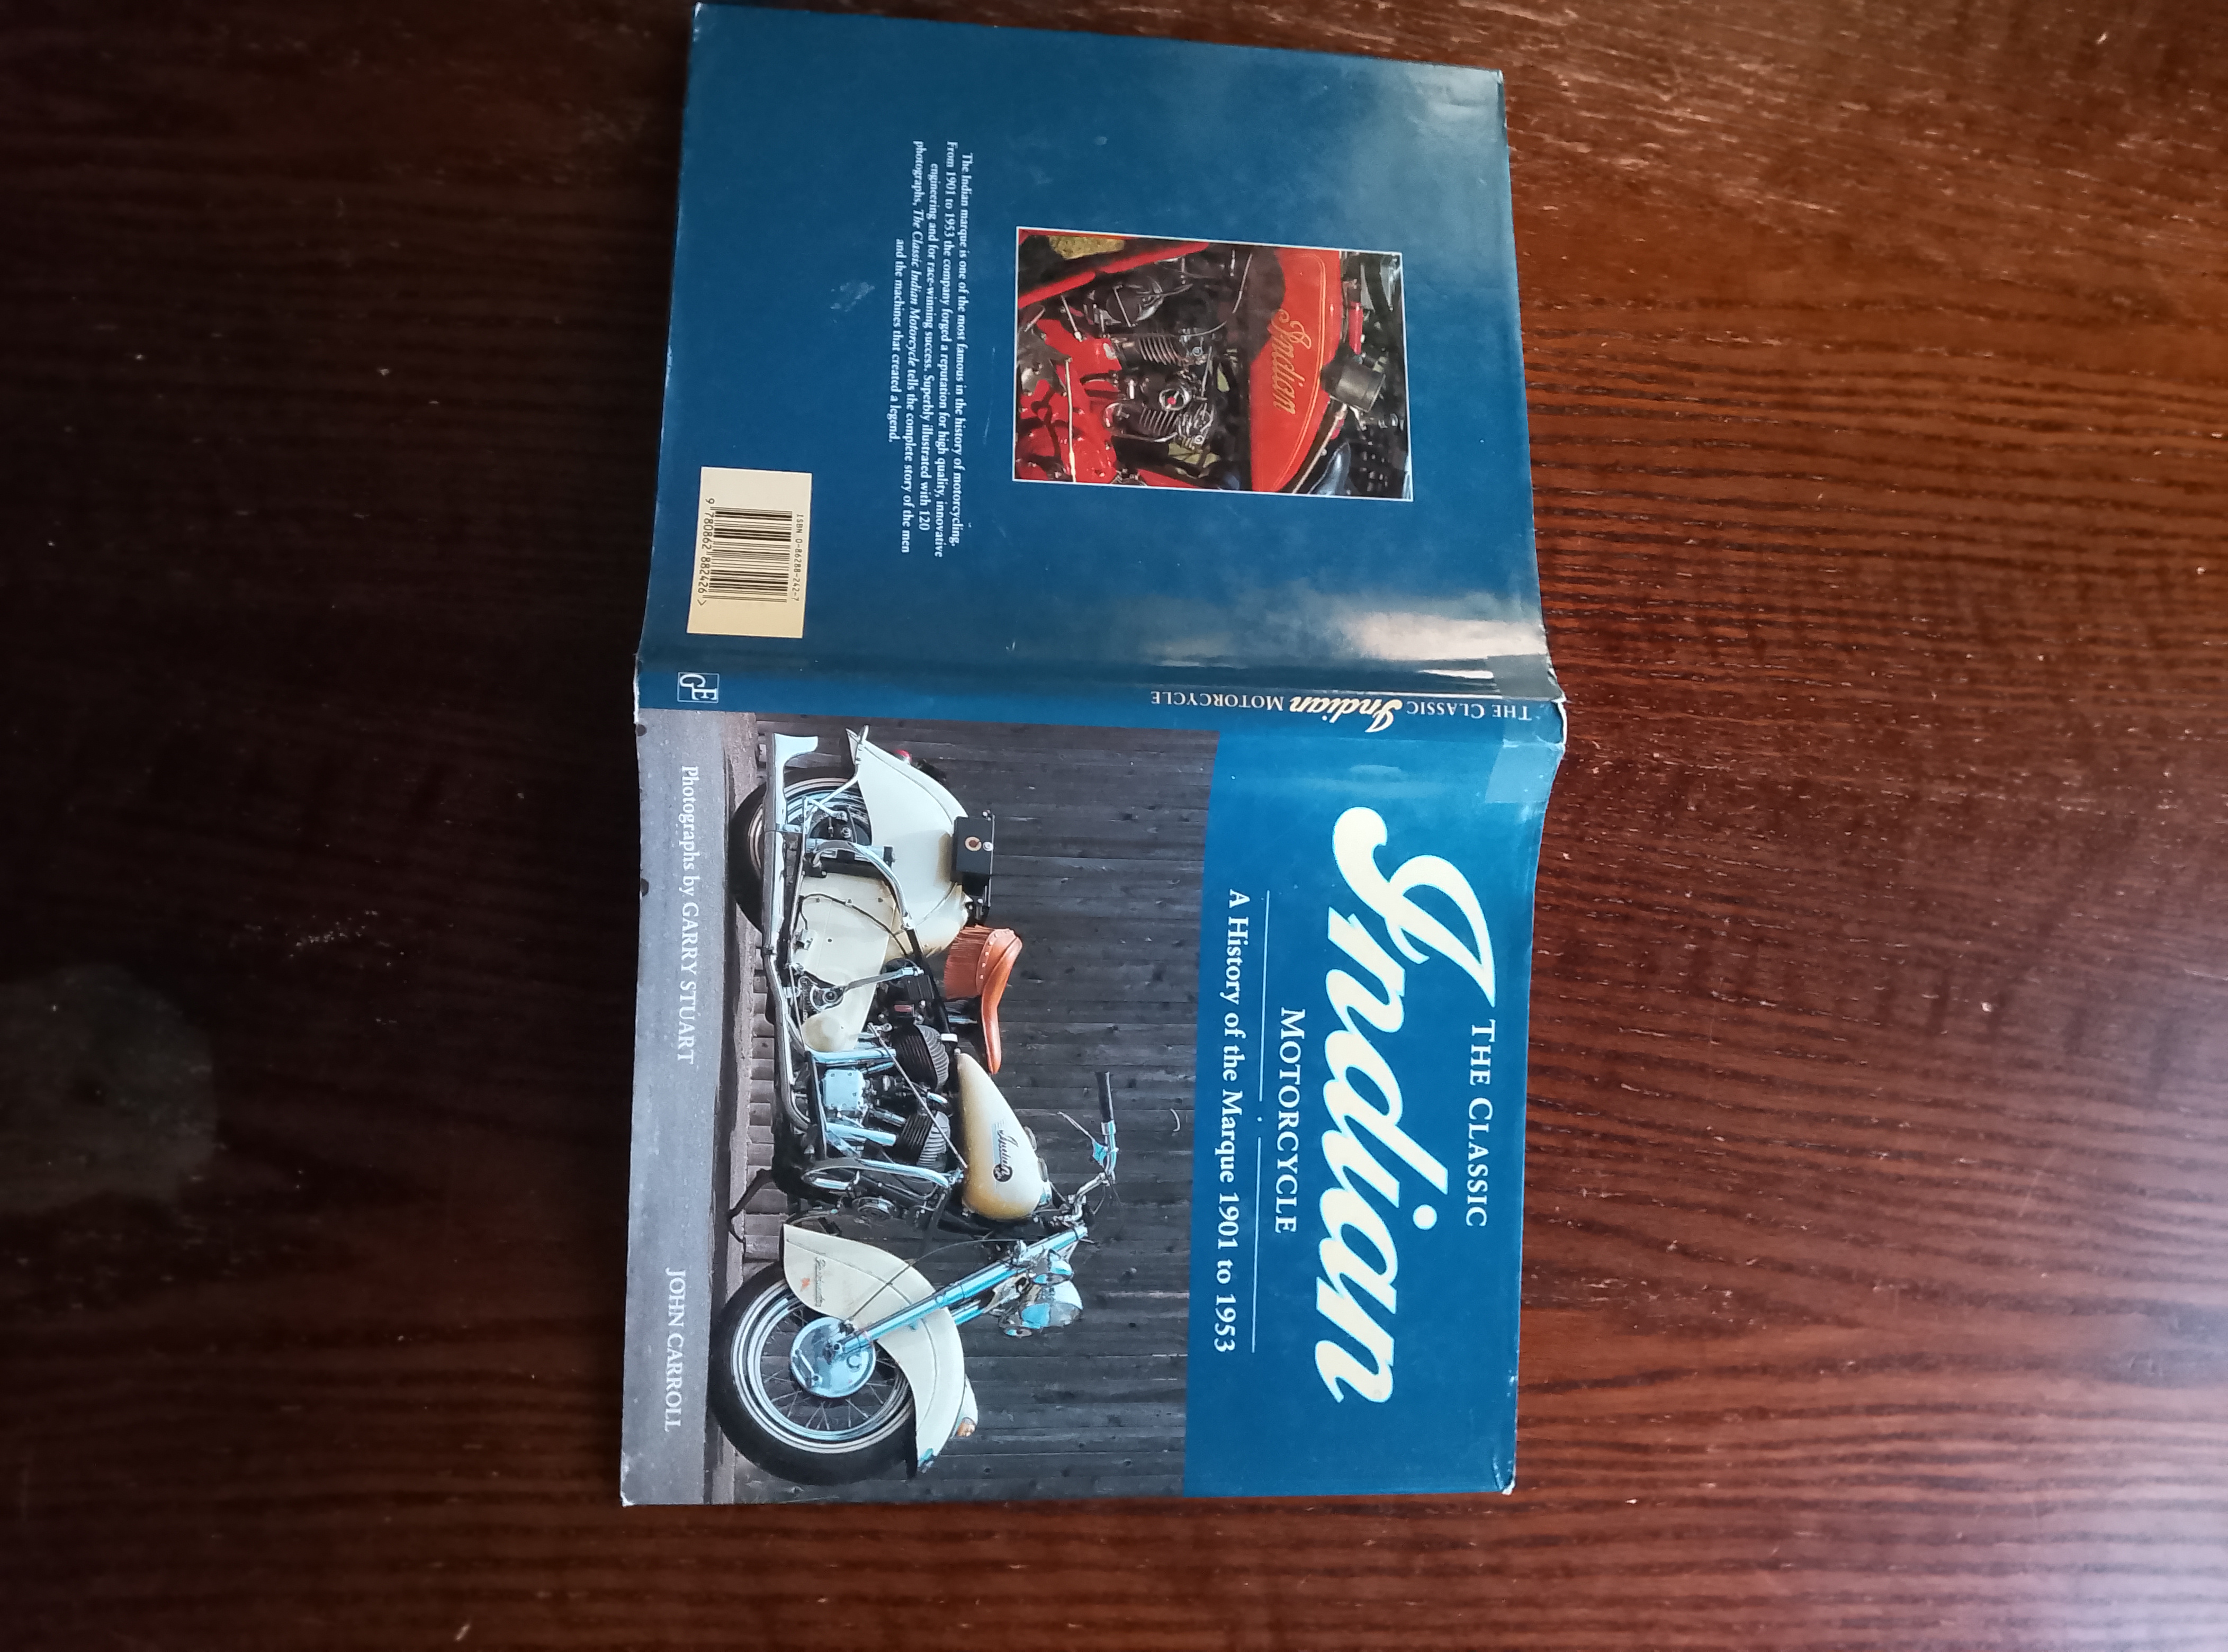 THE CLASSIC
Indian
MOTORCYCLE
A History of the Marque 1901 to 1953
Indian
Photographs by GARRY STUART
JOHN CARROLL
THE CLASSIC Indian MOTORCYCLE
GE
Indian
The Indian marque is one of the most famous in the history of motorcycling.
From 1901 to 1953 the company forged a reputation for high quality, innovative
engineering and for race-winning success. Superbly illustrated with 120
photographs, The Classic Indian Motorcycle tells the complete story of the men
and the machines that created a legend.
ISBN 0-86288-242-7
9 780862 882426 >